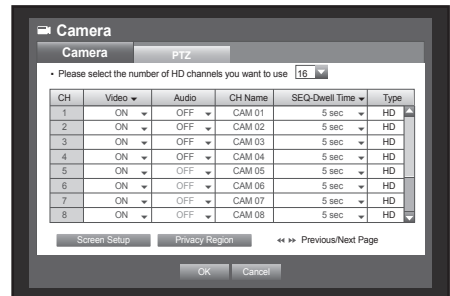 Camera
Camera PTZ
• Please select the number of HD channels you want to use 16
CH Video Audio CH Name SEQ-Dwell Time Type
1 ON OFF CAM 01 5 sec HD
2 ON OFF CAM 02 5 sec HD
3 ON OFF CAM 03 5 sec HD
4 ON OFF CAM 04 5 sec HD
5 ON OFF CAM 05 5 sec HD
6 ON OFF CAM 06 5 sec HD
7 ON OFF CAM 07 5 sec HD
8 ON OFF CAM 08 5 sec HD
Screen Setup Privacy Region Previous/Next Page
OK Cancel